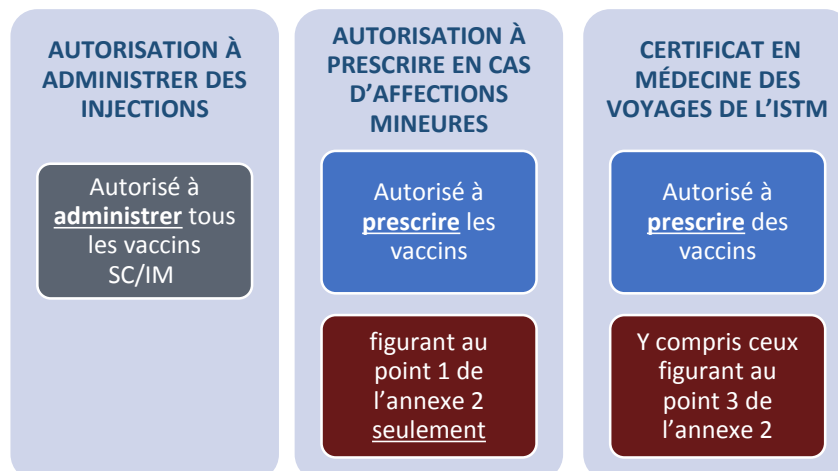 AUTORISATION À
ADMINISTRER DES
INJECTIONS
Autorisé à
administrer tous
les vaccins
SC/IM
AUTORISATION À
PRESCRIRE EN CAS
D’AFFECTIONS
MINEURES
Autorisé à
prescrire les
vaccins
figurant au
point 1 de
l’annexe 2
seulement
CERTIFICAT EN
MÉDECINE DES
VOYAGES DE L’ISTM
Autorisé à
prescrire des
vaccins
Y compris ceux
figurant au
point 3 de
l’annexe 2